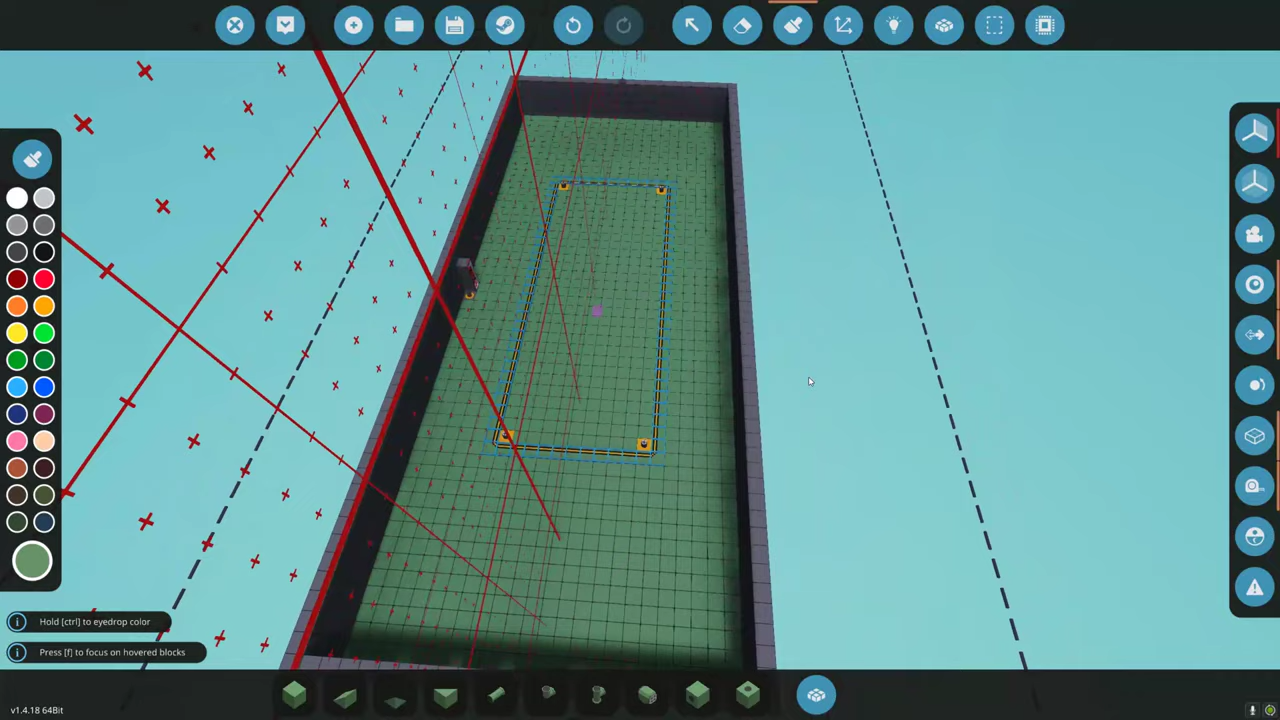 Hold [ctrl] to eyedrop color
Press [f] to focus on hovered blocks
v1.4.18 64Bit